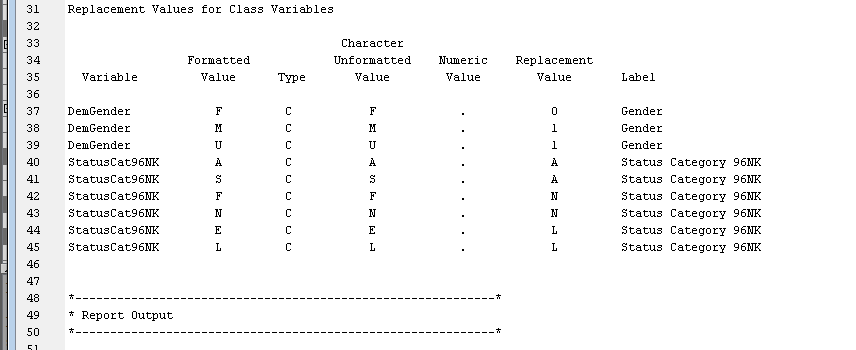 31 Replacement Values for Class Variables
32
33 Character
34 Formatted Unformatted Numeric Replacement
35 Variable Value Type Value Value Value Label
36
37 DemGender F C F . 0 Gender
38 DemGender M C M . 1 Gender
39 DemGender U C U . 1 Gender
40 StatusCat96NK A C A . A Status Category 96NK
41 StatusCat96NK S C S . A Status Category 96NK
42 StatusCat96NK F C F . N Status Category 96NK
43 StatusCat96NK N C N . N Status Category 96NK
44 StatusCat96NK E C E . L Status Category 96NK
45 StatusCat96NK L C L . L Status Category 96NK
46
47
48 *------------------------------------------------------------*
49 * Report Output
50 *------------------------------------------------------------*